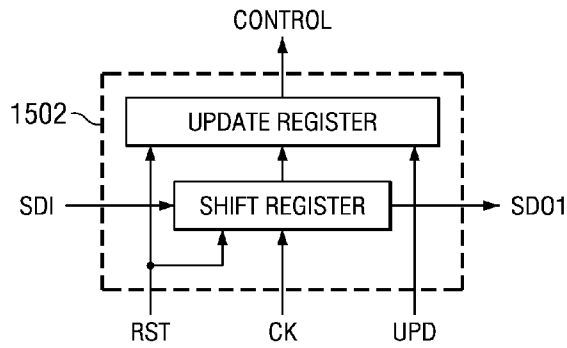 CONTROL
1502
UPDATE REGISTER
SDI
SHIFT REGISTER
SDO1
RST
CK
UPD